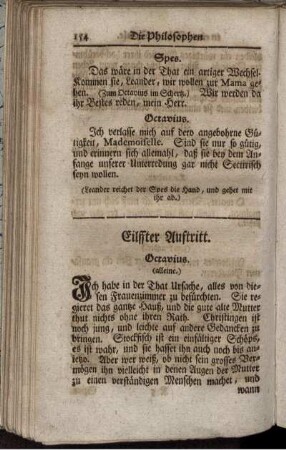 154 Die Philosophen
Spes.
Das wäre in der That ein artiger Wechsel.
Kommen sie, Leander, wir wollen zur Mama ge-
hen. (Zum Octavius im Schertz.) Wir werden da
ihr Bestes reden, mein Herr.
Octavius.
Ich verlasse mich auf dero angebohrne Gü-
tigkeit, Mademoiselle. Sind sie nur so gütig,
und erinnern sich allemahl, daß sie bey dem An-
fange unserer Unterredung gar nicht Stoickisch
seyn wollen.
(Leander reichet der Spes die Hand, und gehet mit
ihr ab.)
Eilffter Auftritt.
Octavius.
(alleine.)
Ich habe in der That Ursache, alles von die-
sen Frauenzimmer zu befürchten. Sie re-
gieret das gantze Hauß, und die gute alte Mutter
thut nichts ohne ihren Rath. Christingen ist
noch jung, und leichte auf andere Gedancken zu
bringen. Stockfisch ist ein einfältiger Schöps,
es ist wahr, und sie hasset ihn auch noch bis an-
ietzo. Aber wer weiß, ob nicht sein grosses Ver-
mögen ihn vielleicht in denen Augen der Mutter
zu einen verständigen Menschen machet, und
wann